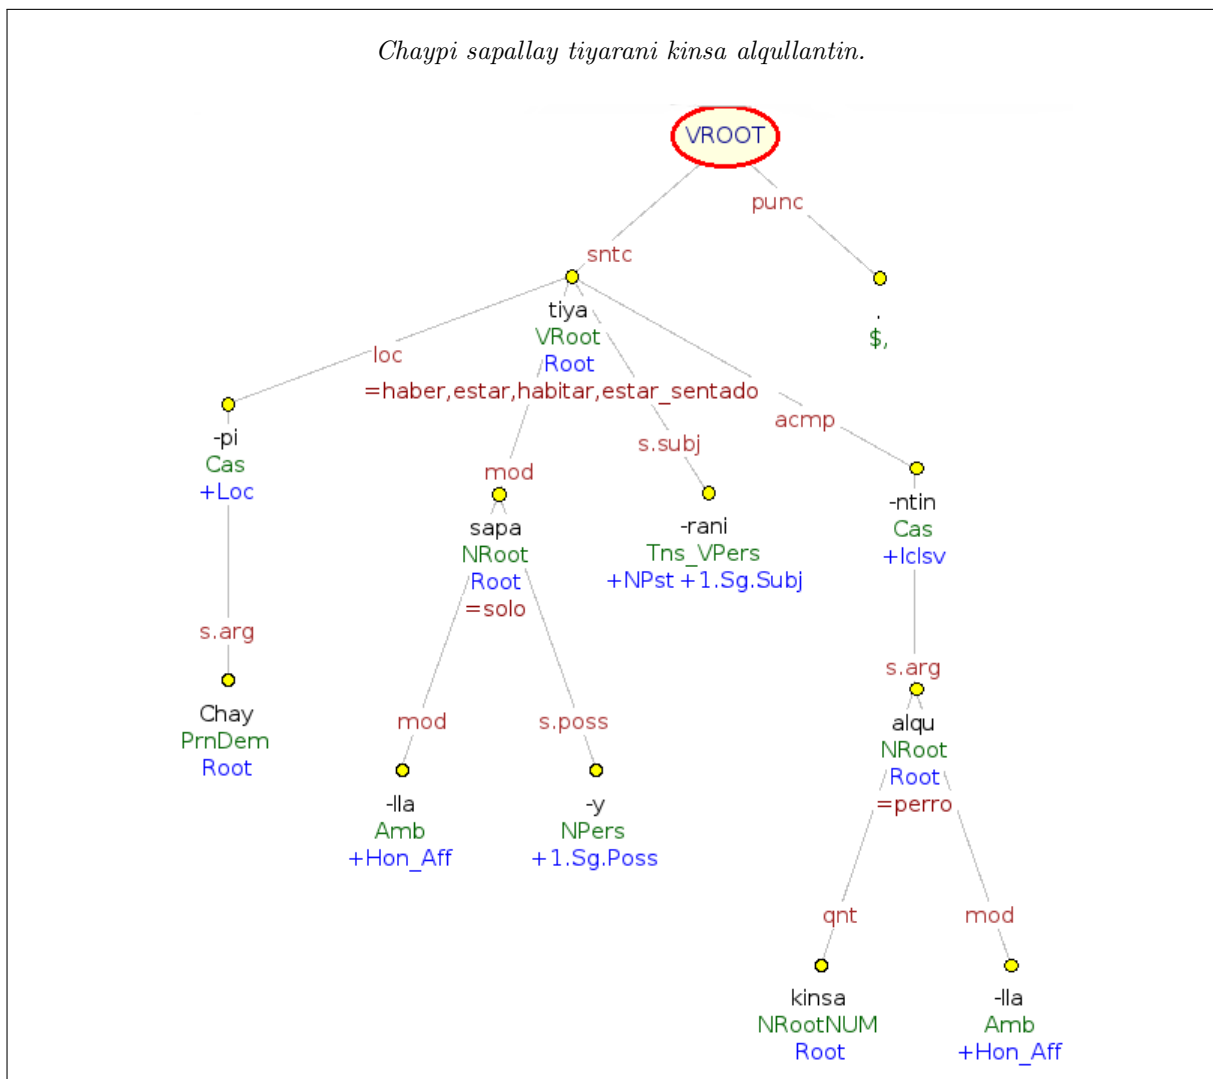 Chaypi sapallay tiyarani kinsa alqullantin.
VROOT
punc
sntc
.
$,
tiya
VRoot
Root
=haber,estar,habitar,estar_sentado
loc
acmp
s.subj
mod
-pi
Cas
+Loc
-ntin
Cas
+Iclsv
sapa
NRoot
Root
=solo
-rani
Tns_VPers
+NPst +1.Sg.Subj
s.arg
s.arg
Chay
PrnDem
Root
mod
s.poss
alqu
NRoot
Root
=perro
-lla
Amb
+Hon_Aff
-y
NPers
+1.Sg.Poss
qnt
mod
kinsa
NRootNUM
Root
-lla
Amb
+Hon_Aff